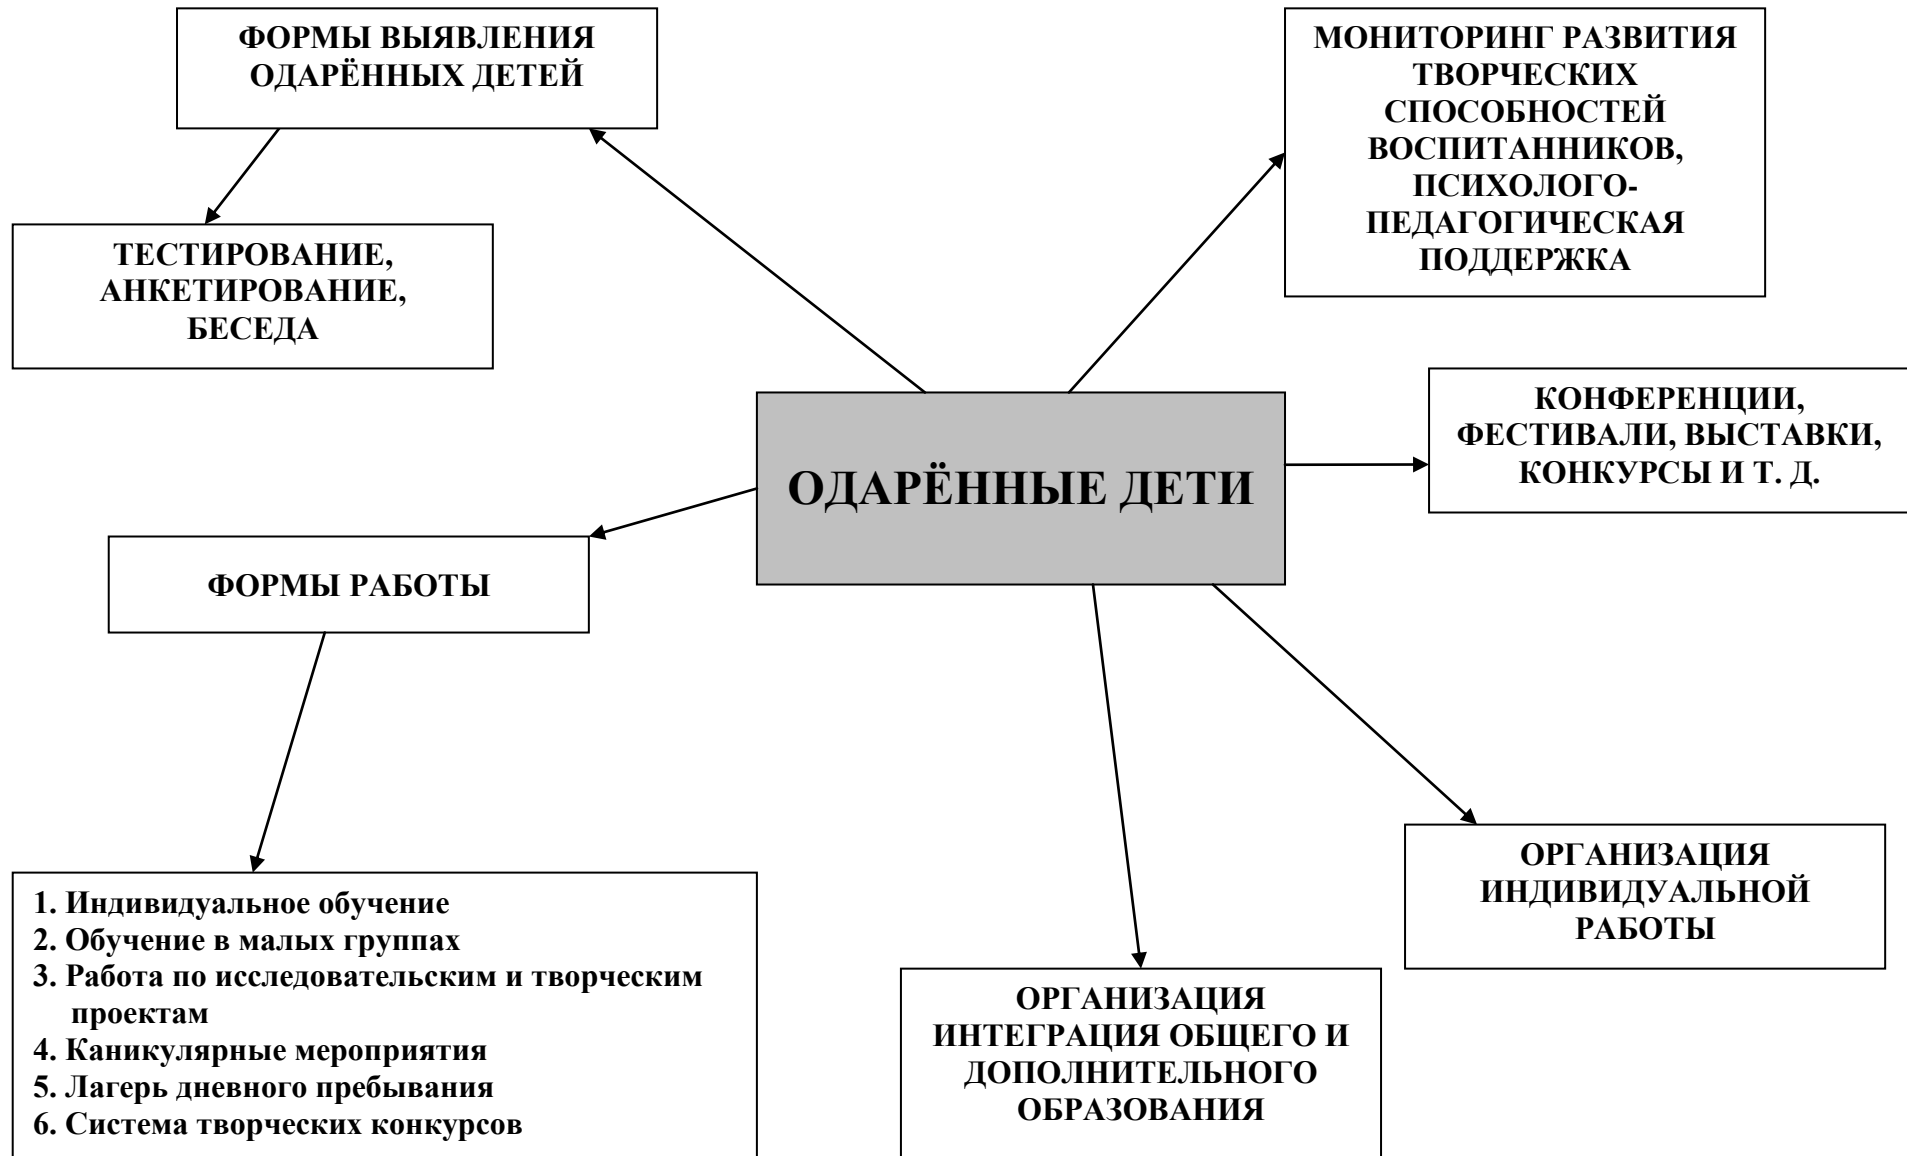 ФОРМЫ ВЫЯВЛЕНИЯ
ОДАРЁННЫХ ДЕТЕЙ
МОНИТОРИНГ РАЗВИТИЯ
ТВОРЧЕСКИХ
СПОСОБНОСТЕЙ
ВОСПИТАННИКОВ,
ПСИХОЛОГО-
ПЕДАГОГИЧЕСКАЯ
ПОДДЕРЖКА
ТЕСТИРОВАНИЕ,
АНКЕТИРОВАНИЕ,
БЕСЕДА
КОНФЕРЕНЦИИ,
ФЕСТИВАЛИ, ВЫСТАВКИ,
КОНКУРСЫ И Т. Д.
ОДАРЁННЫЕ ДЕТИ
ФОРМЫ РАБОТЫ
ОРГАНИЗАЦИЯ
ИНДИВИДУАЛЬНОЙ
РАБОТЫ
1. Индивидуальное обучение
2. Обучение в малых группах
3. Работа по исследовательским и творческим
проектам
4. Каникулярные мероприятия
5. Лагерь дневного пребывания
6. Система творческих конкурсов
ОРГАНИЗАЦИЯ
ИНТЕГРАЦИЯ ОБЩЕГО И
ДОПОЛНИТЕЛЬНОГО
ОБРАЗОВАНИЯ